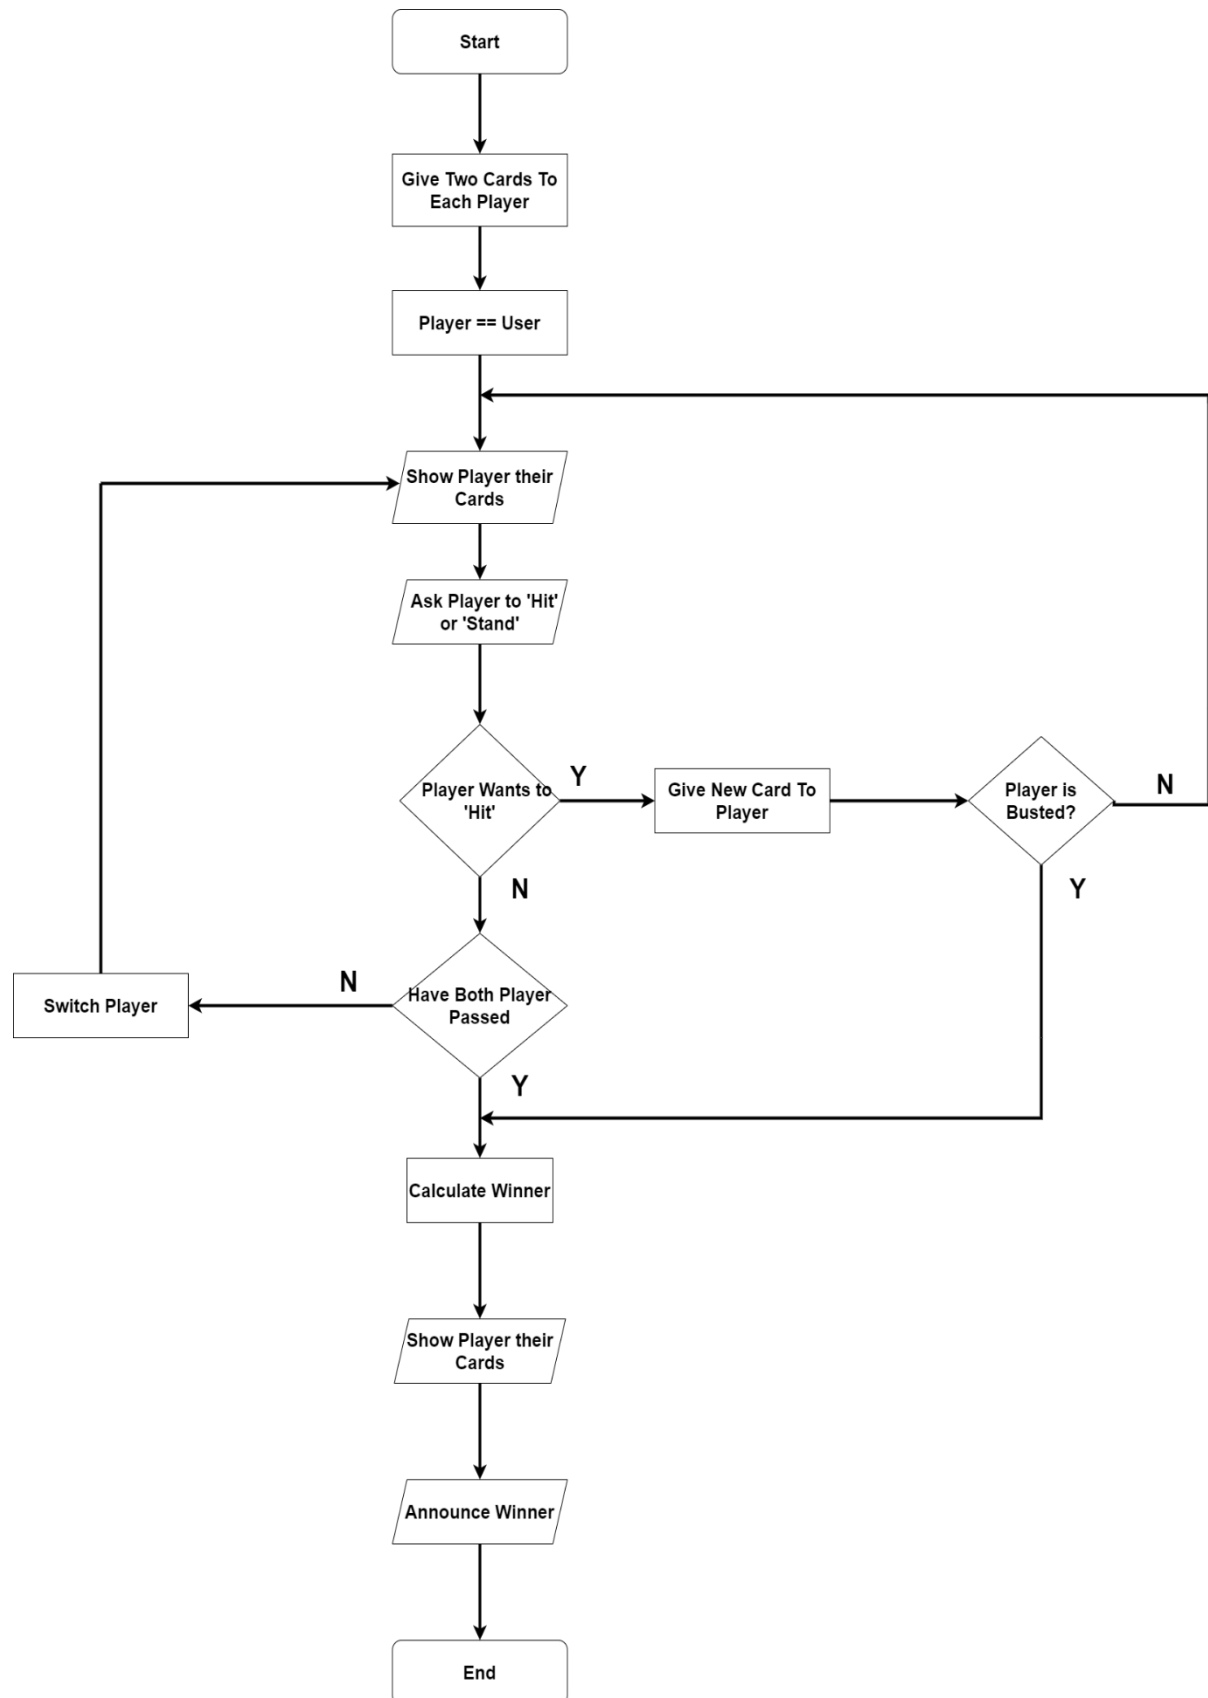 Start
Give Two Cards To
Each Player
Player == User
Show Player their
Cards
Ask Player to 'Hit'
or 'Stand'
Player Wants to
'Hit'
Y
Give New Card To
Player
Player is
Busted?
N
Y
N
Have Both Player
Passed
N
Switch Player
Y
Calculate Winner
Show Player their
Cards
Announce Winner
End